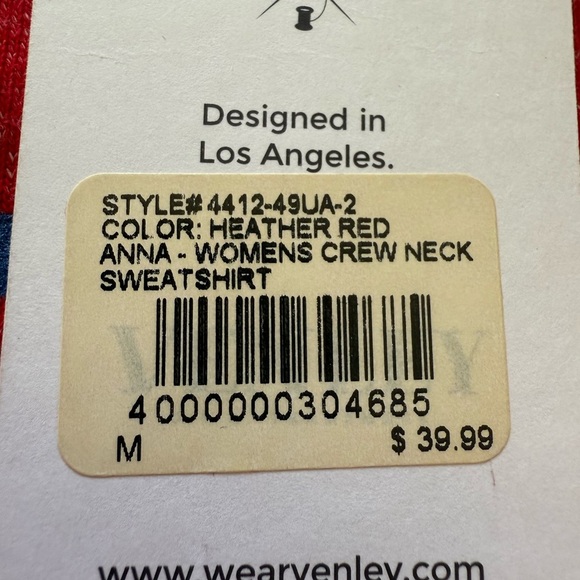 Designed in
Los Angeles.
STYLE# 4412-49UA-2
COLOR: HEATHER RED
ANNA - WOMENS CREW NECK
SWEATSHIRT
4000000304685
M $ 39.99
www.wearvenley.com